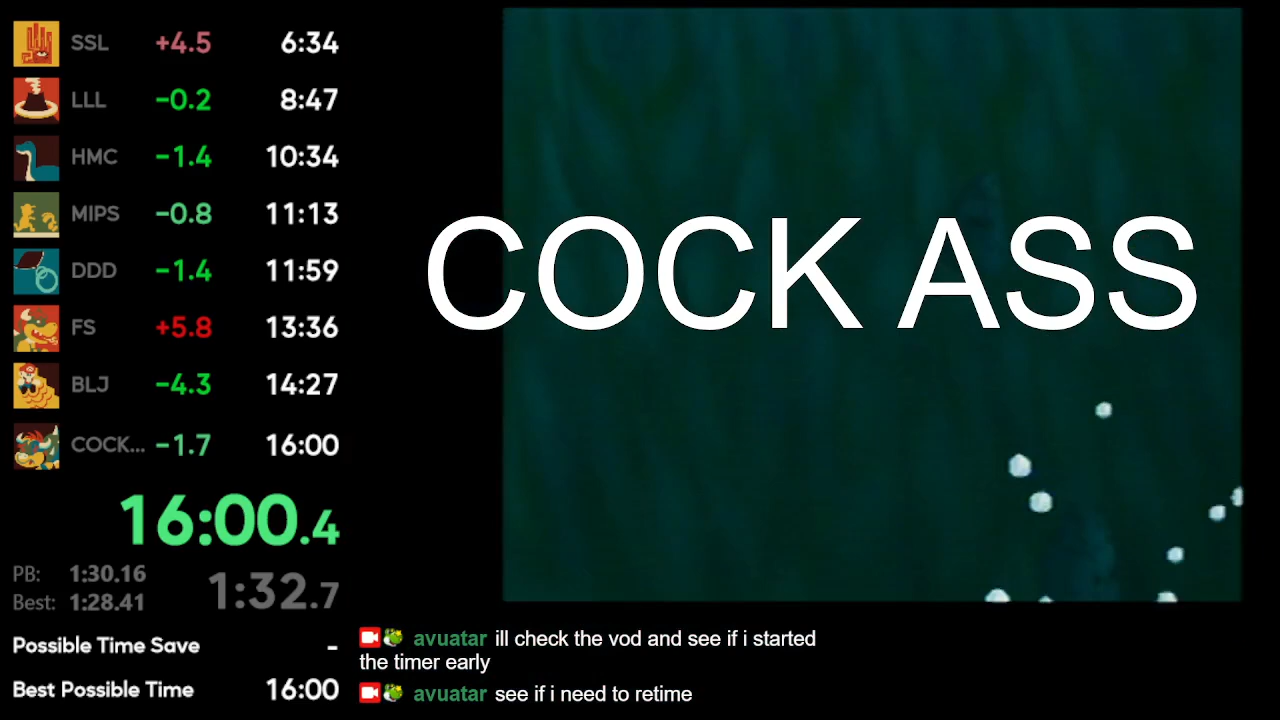 SSL +4.5 6:34
LLL −0.2 8:47
HMC −1.4 10:34
MIPS −0.8 11:13
DDD −1.4 11:59
FS +5.8 13:36
BLJ −4.3 14:27
COCK... −1.7 16:00
16:00.4
PB: 1:30.16
Best: 1:28.41
1:32.7
Possible Time Save -
Best Possible Time 16:00
COCK ASS
avuatar ill check the vod and see if i started
the timer early
avuatar see if i need to retime